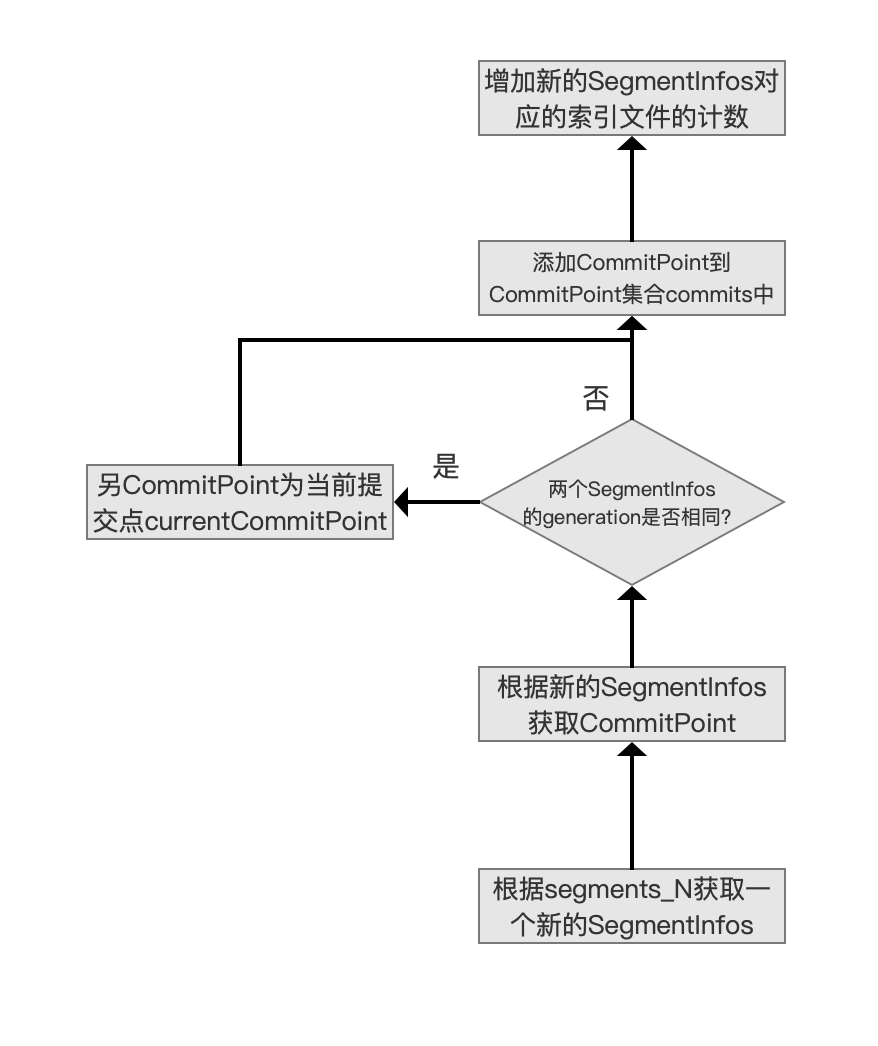 增加新的SegmentInfos对
应的索引文件的计数
添加CommitPoint到
CommitPoint集合commits中
否
是
另CommitPoint为当前提
交点currentCommitPoint
两个SegmentInfos
的generation是否相同?
根据新的SegmentInfos
获取CommitPoint
根据segments_N获取一
个新的SegmentInfos